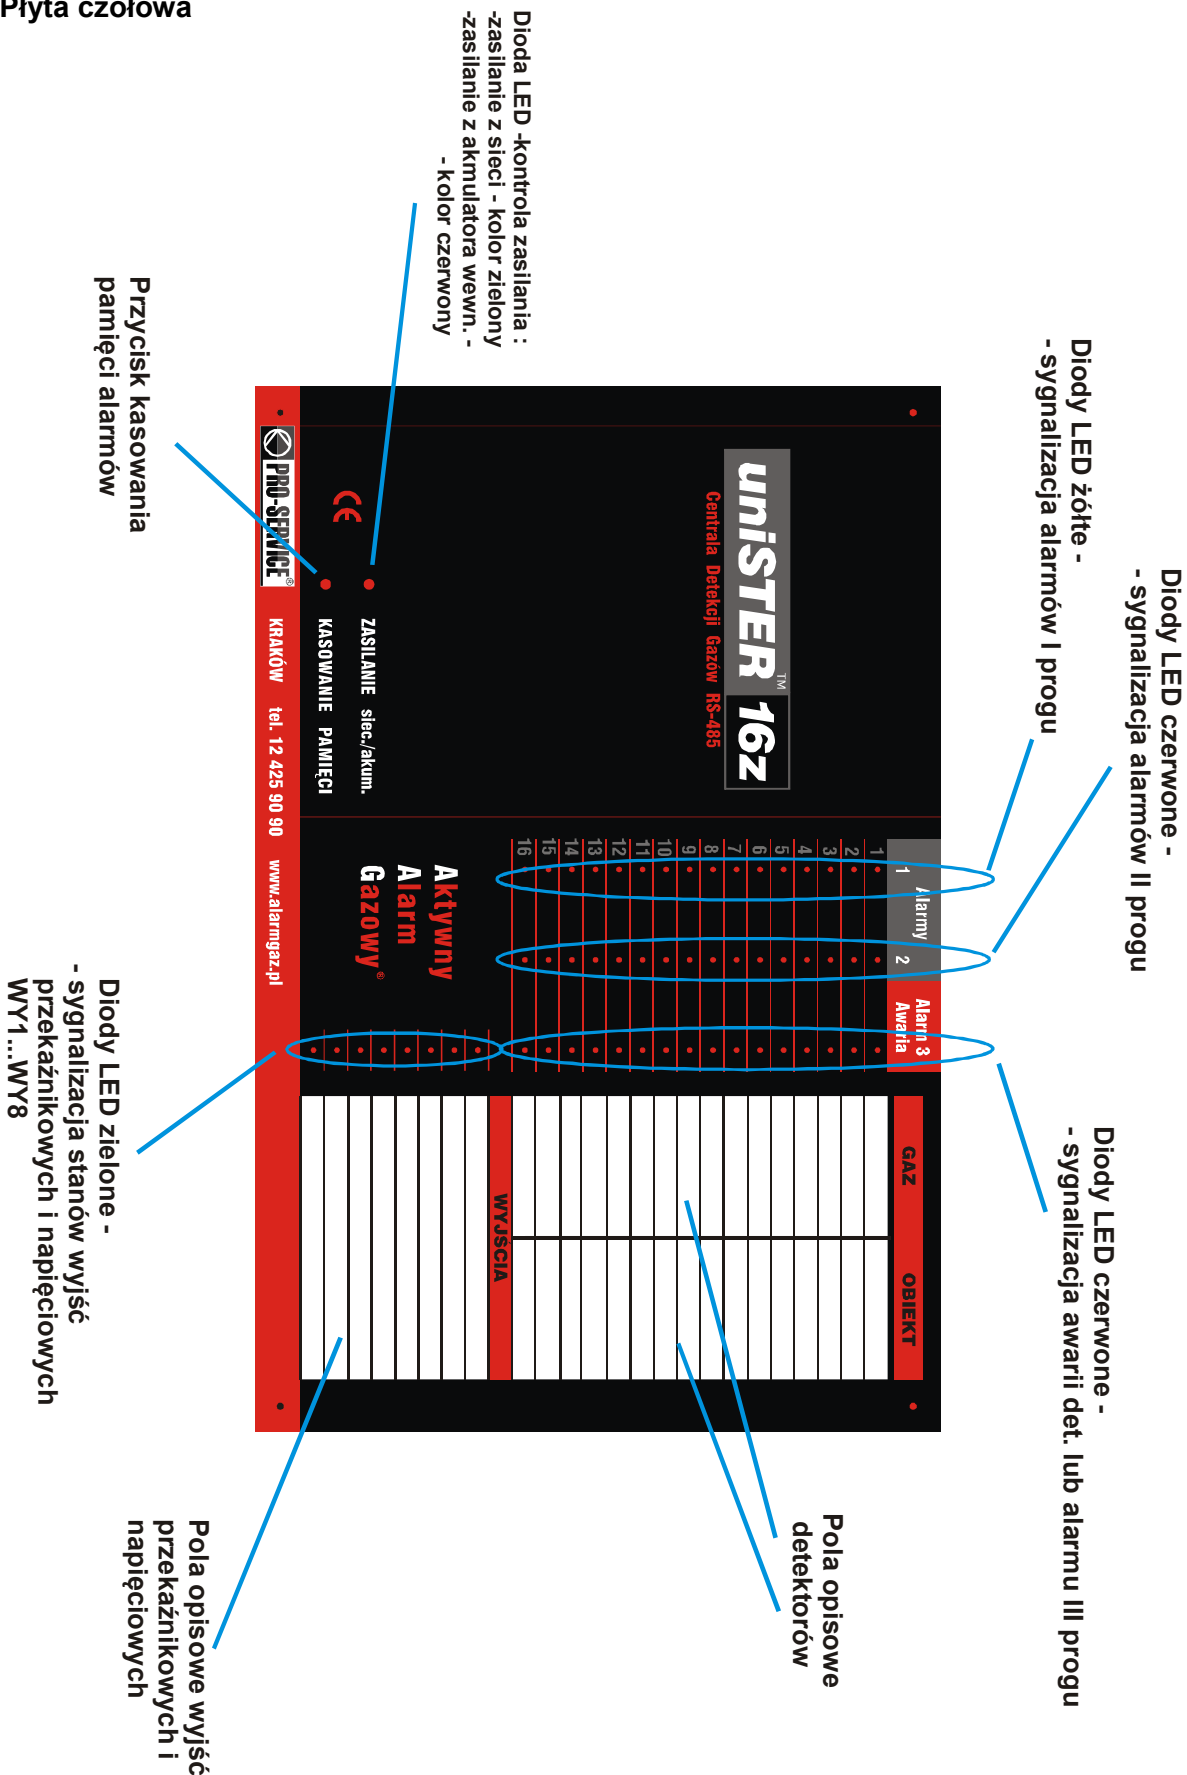 Płyta czołowa
Diody LED czerwone -
- sygnalizacja alarmów II progu
Diody LED żółte -
- sygnalizacja alarmów I progu
Diody LED czerwone -
- sygnalizacja awarii det. lub alarmu III progu
Dioda LED -kontrola zasilania :
-zasilanie z sieci - kolor zielony
-zasilanie z akmulatora wewn. -
- kolor czerwony
Przycisk kasowania
pamięci alarmów
uniSTER™ 16z
Centrala Detekcji Gazów RS-485
CE
ZASILANIE siec./akum.
KASOWANIE PAMIĘCI
PRO-SERVICE® KRAKÓW tel. 12 425 90 90 www.alarmgaz.pl
Alarmy
1 2
Alarm 3
Awaria
1
2
3
4
5
6
7
8
9
10
11
12
13
14
15
16
Aktywny
Alarm
Gazowy®
GAZ OBIEKT
WYJŚCIA
Pola opisowe
detektorów
Diody LED zielone -
- sygnalizacja stanów wyjść
przekaźnikowych i napięciowych
WY1...WY8
Pola opisowe wyjść
przekaźnikowych i
napięciowych